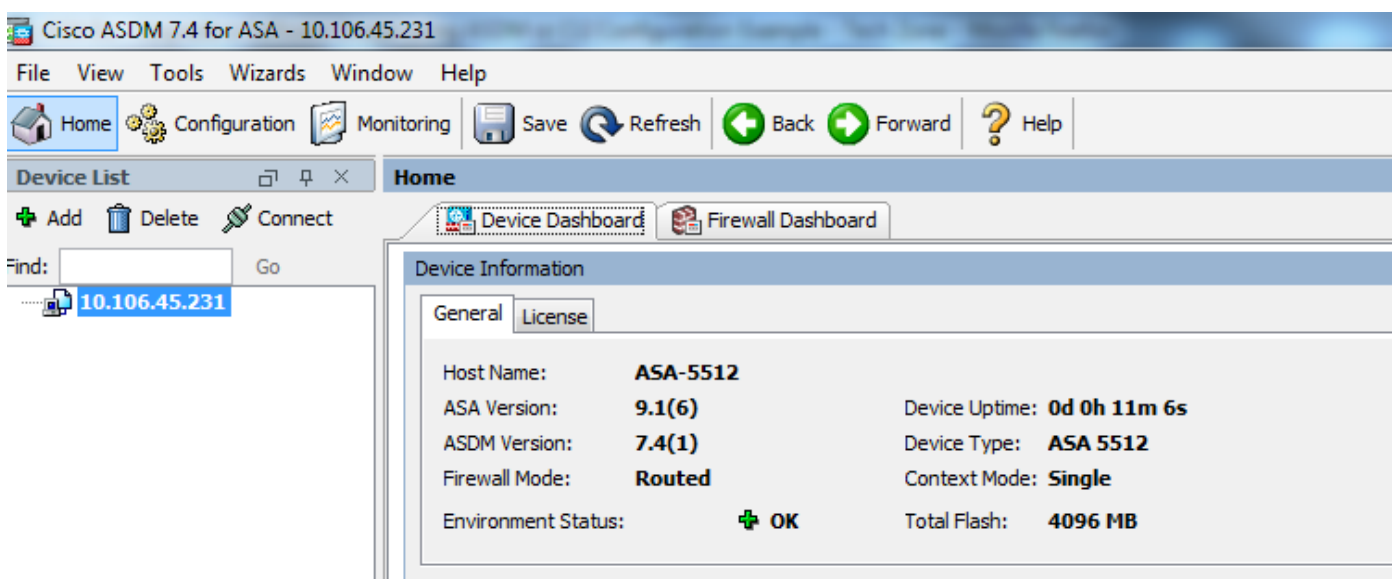 Cisco ASDM 7.4 for ASA - 10.106.45.231
File View Tools Wizards Window Help
Home Configuration Monitoring Save Refresh Back Forward Help
Device List
Home
Add Delete Connect
Device Dashboard Firewall Dashboard
Find: Go
Device Information
10.106.45.231
General License
Host Name: ASA-5512
ASA Version: 9.1(6) Device Uptime: 0d 0h 11m 6s
ASDM Version: 7.4(1) Device Type: ASA 5512
Firewall Mode: Routed Context Mode: Single
Environment Status: OK Total Flash: 4096 MB